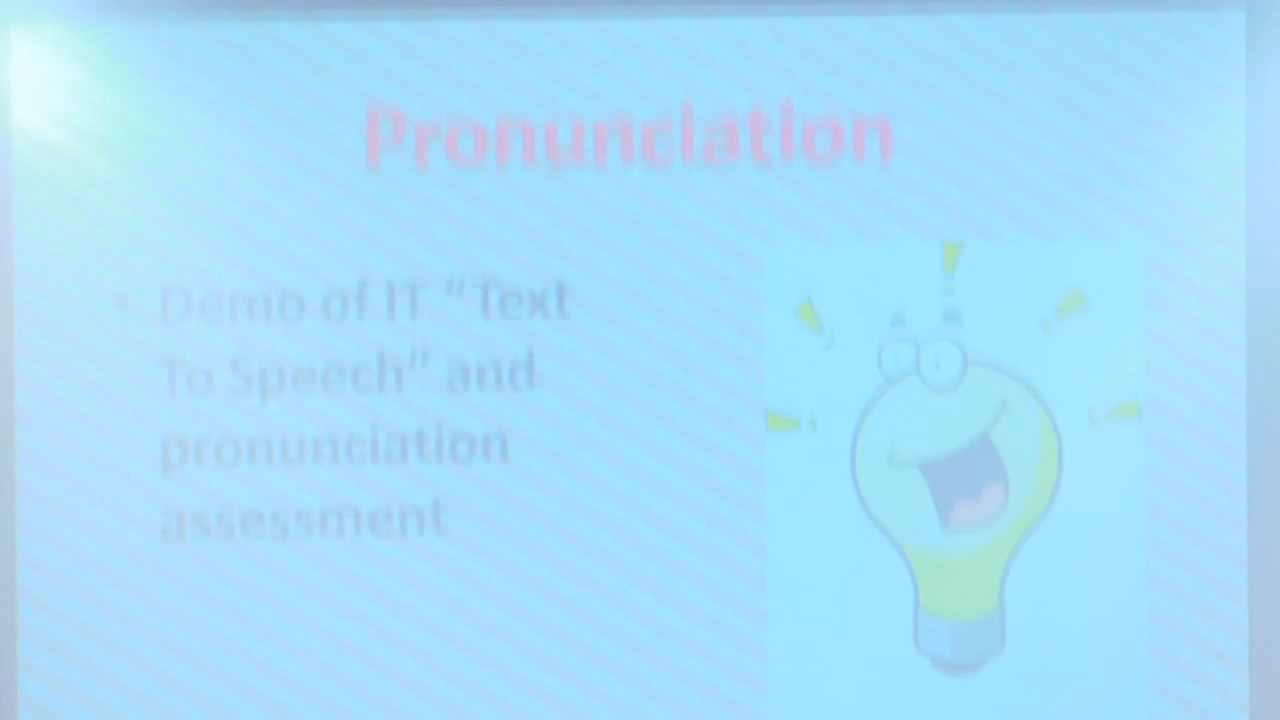 Pronunciation
• Demo of IT “Text
To Speech” and
pronunciation
assessment